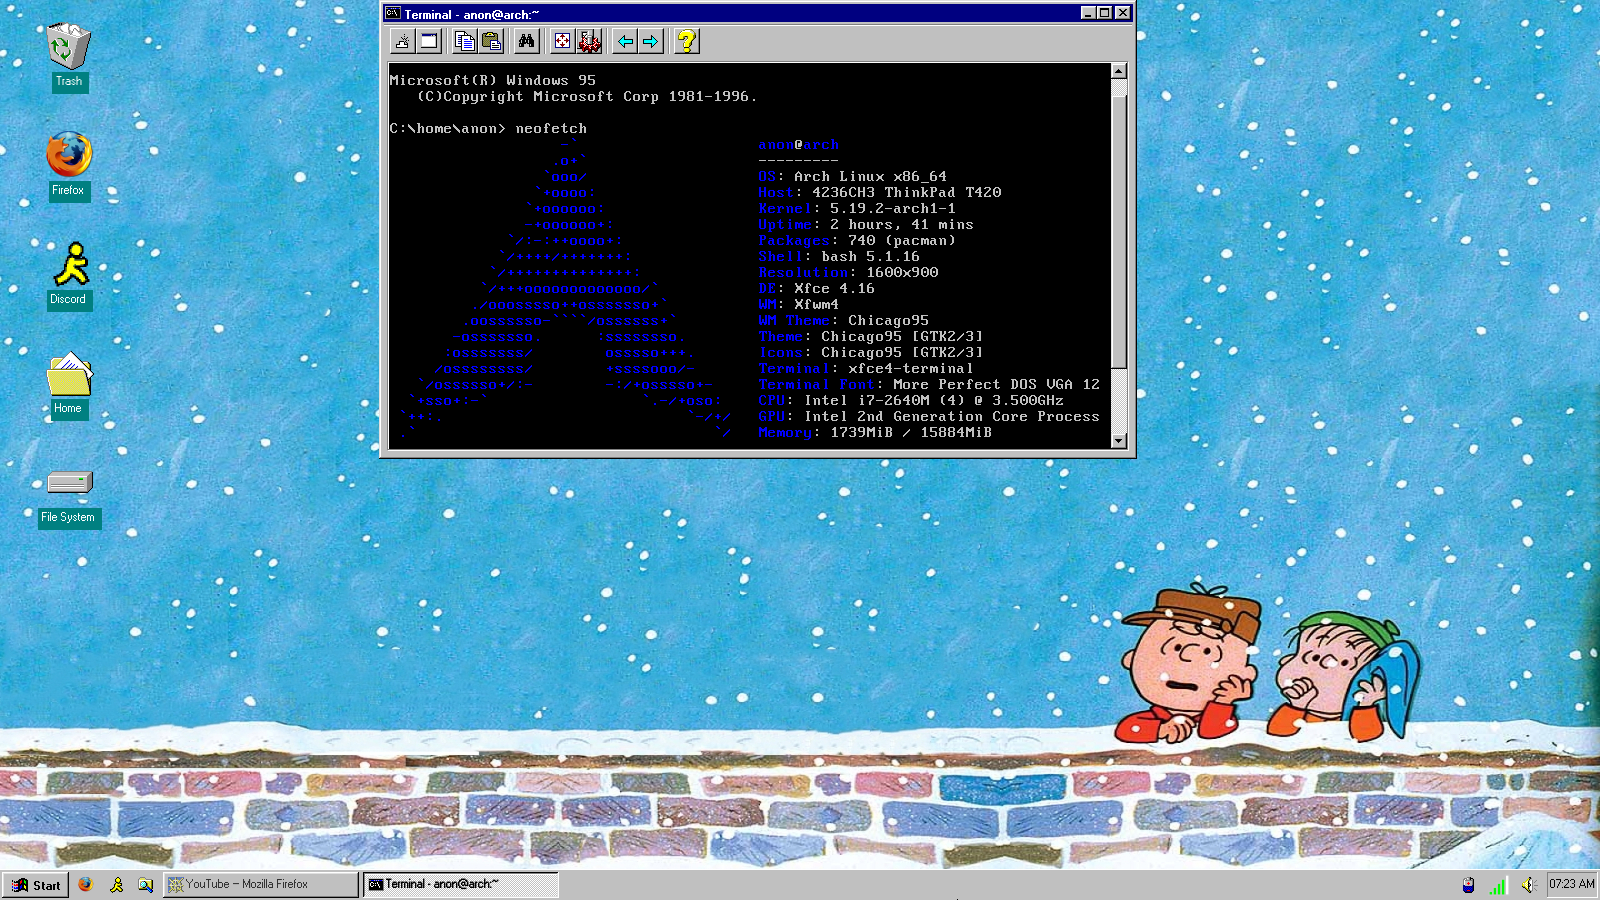 Terminal - anon@arch:~
Trash
Firefox
Discord
Home
File System
Microsoft(R) Windows 95
(C)Copyright Microsoft Corp 1981-1996.
C:\home\anon> neofetch
anon@arch
---------
OS: Arch Linux x86_64
Host: 4236CH3 ThinkPad T420
Kernel: 5.19.2-arch1-1
Uptime: 2 hours, 41 mins
Packages: 740 (pacman)
Shell: bash 5.1.16
Resolution: 1600x900
DE: Xfce 4.16
WM: Xfwm4
WM Theme: Chicago95
Theme: Chicago95 [GTK2/3]
Icons: Chicago95 [GTK2/3]
Terminal: xfce4-terminal
Terminal Font: More Perfect DOS VGA 12
CPU: Intel i7-2640M (4) @ 3.500GHz
GPU: Intel 2nd Generation Core Process
Memory: 1739MiB / 15884MiB
Start
YouTube - Mozilla Firefox
Terminal - anon@arch:~
07:23 AM